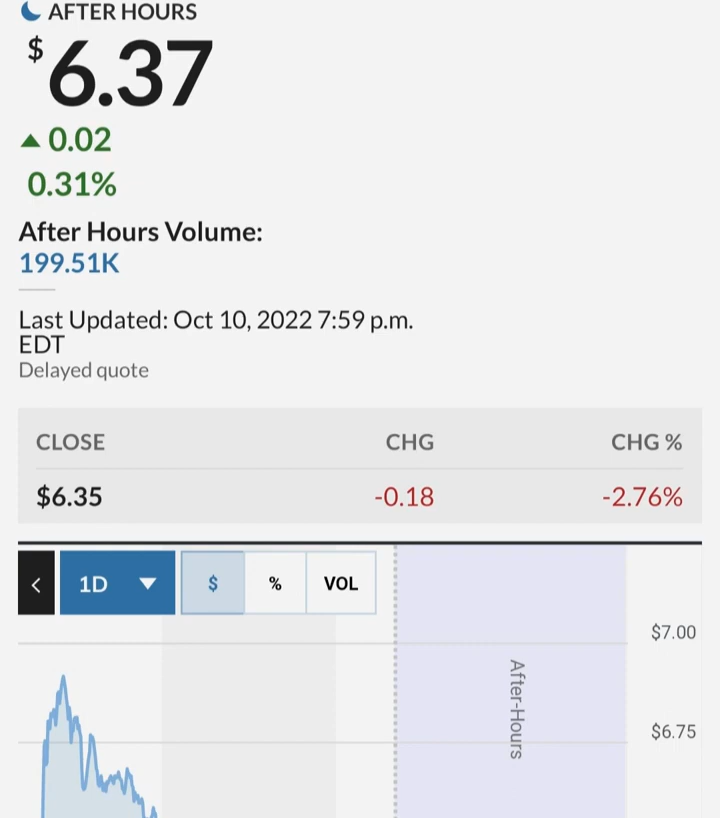 AFTER HOURS
$6.37
0.02
0.31%
After Hours Volume:
199.51K
Last Updated: Oct 10, 2022 7:59 p.m.
EDT
Delayed quote
CLOSE CHG CHG %
$6.35 -0.18 -2.76%
1D $ % VOL
$7.00
After-Hours
$6.75